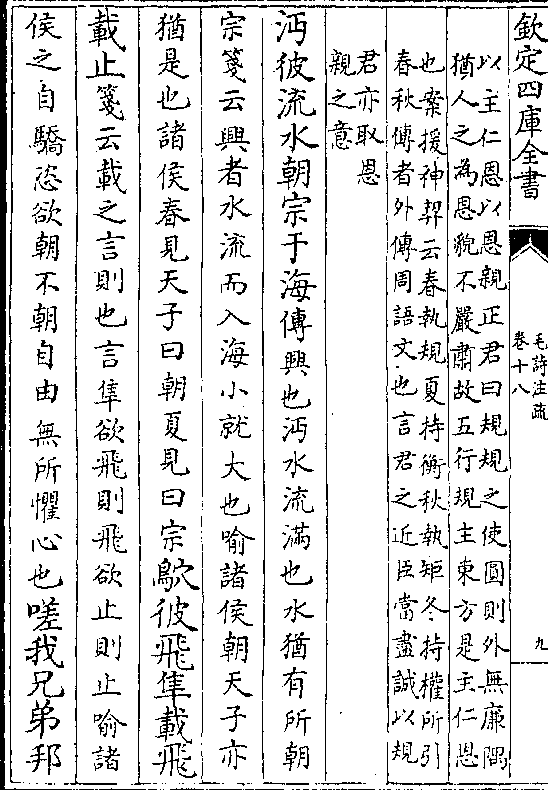 欽定四庫全書
毛詩注疏
卷十八
九
以主仁恩以恩親正君曰規規之使圓則外無廉隅
猶人之為恩貌不嚴肅故五行規主東方是主仁恩
也案援神契云春執規夏持衡秋執矩冬持權所引
春秋傳者外傳周語文也言君之近臣當盡誠以規
君亦取恩
親之意
沔彼流水朝宗于海傳興也沔水流滿也水猶有所朝
宗箋云興者水流而入海小就大也喻諸侯朝天子亦
猶是也諸侯春見天子曰朝夏見曰宗鴥彼飛隼載飛
載止箋云載之言則也言隼欲飛則飛欲止則止喻諸
侯之自驕恣欲朝不朝自由無所懼心也嗟我兄弟邦